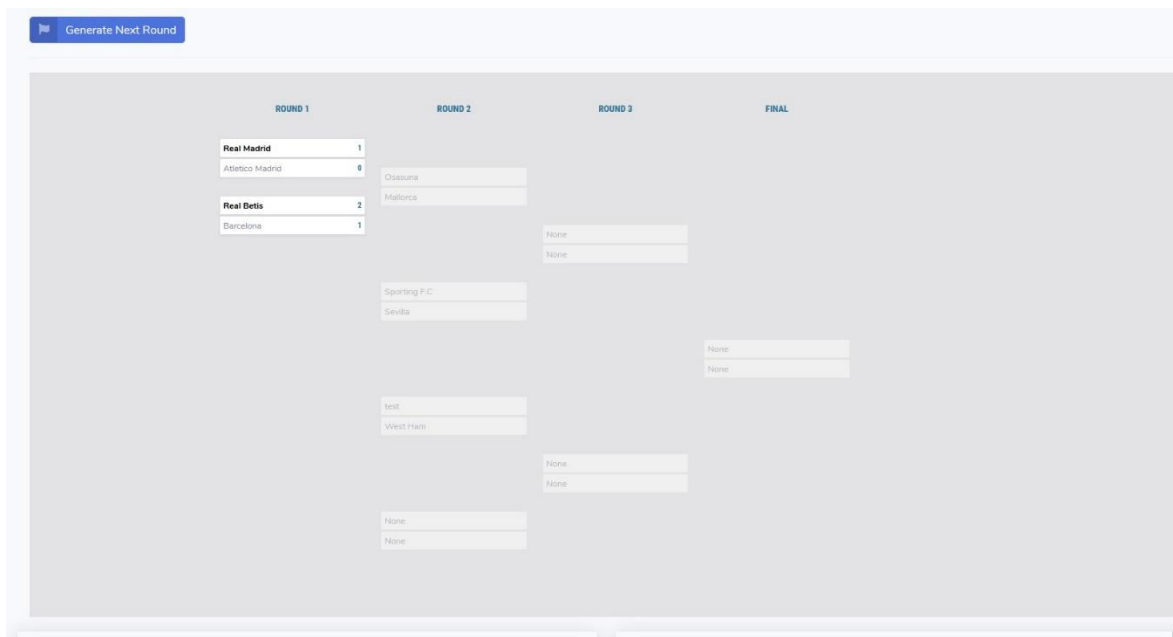 Generate Next Round
ROUND 1
ROUND 2
ROUND 3
FINAL
Real Madrid 1
Atletico Madrid 0
Real Betis 2
Barcelona 1
Osasuna
Mallorca
Sporting F.C
Sevilla
test
West Ham
None
None
None
None
None
None
None
None